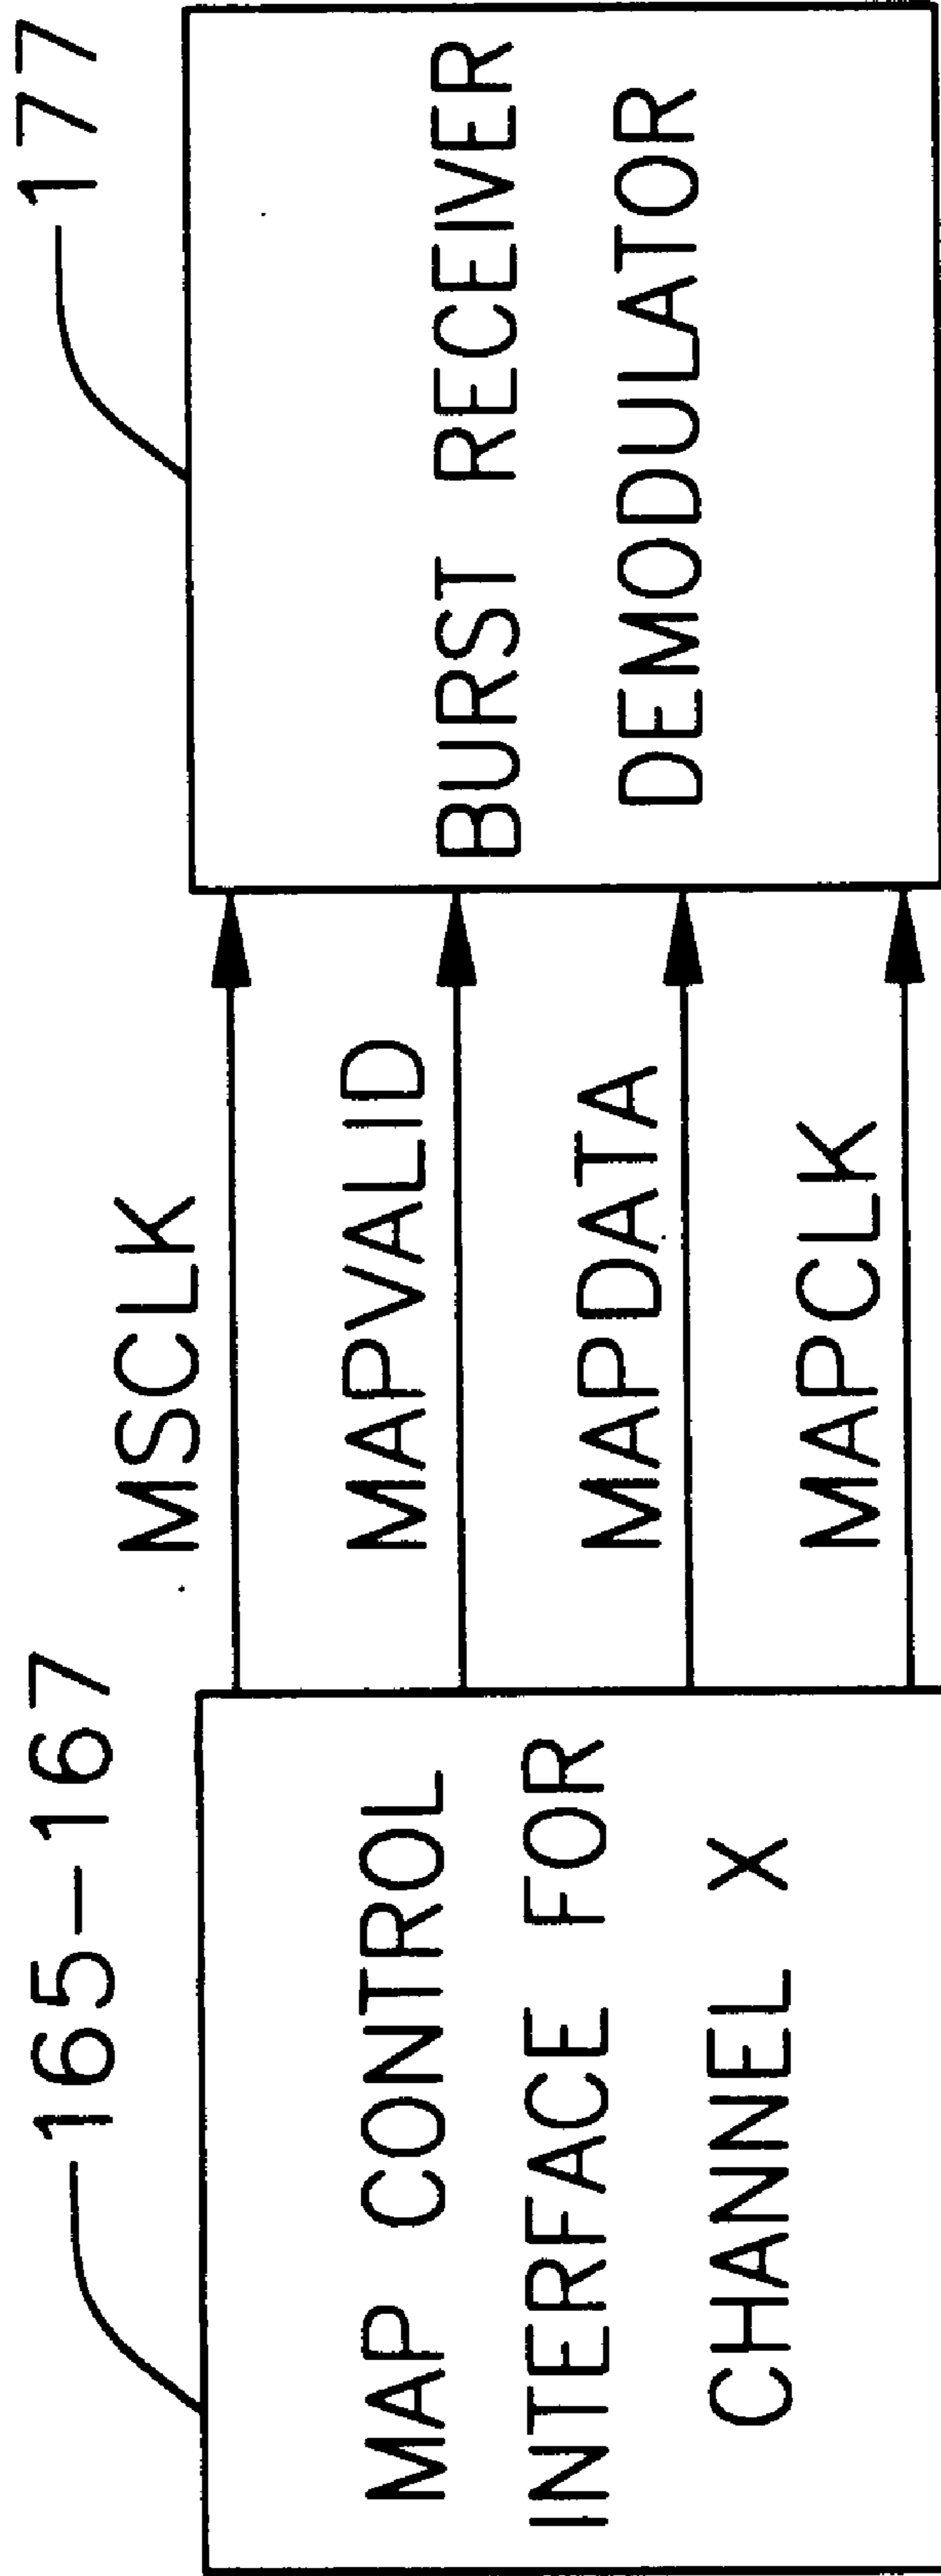 165-167
MAP CONTROL
INTERFACE FOR
CHANNEL X
MSCLK
MAPVALID
MAPDATA
MAPCLK
177
BURST RECEIVER
DEMODULATOR